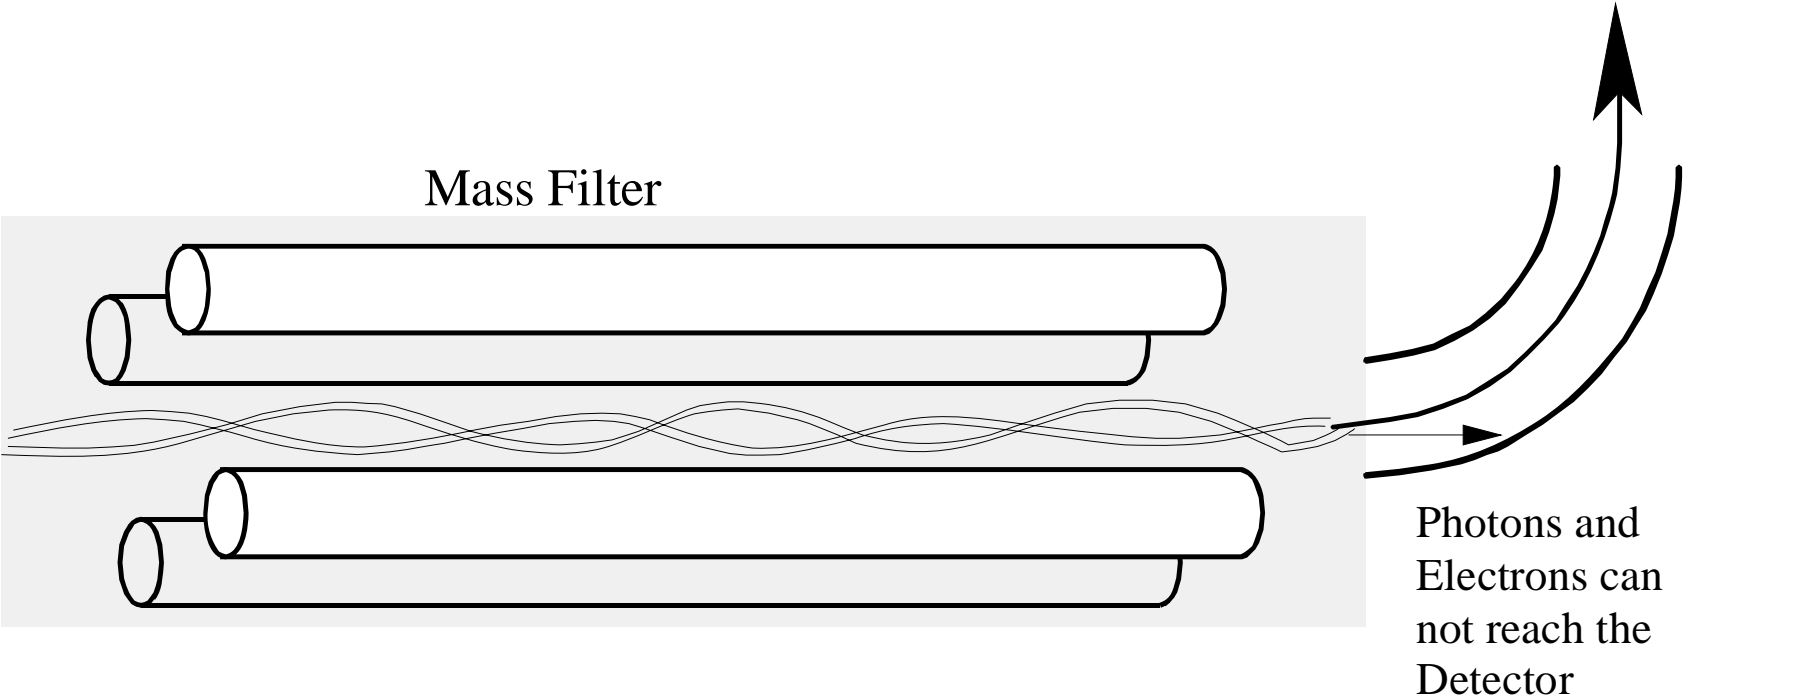 Mass Filter
Photons and
Electrons can
not reach the
Detector